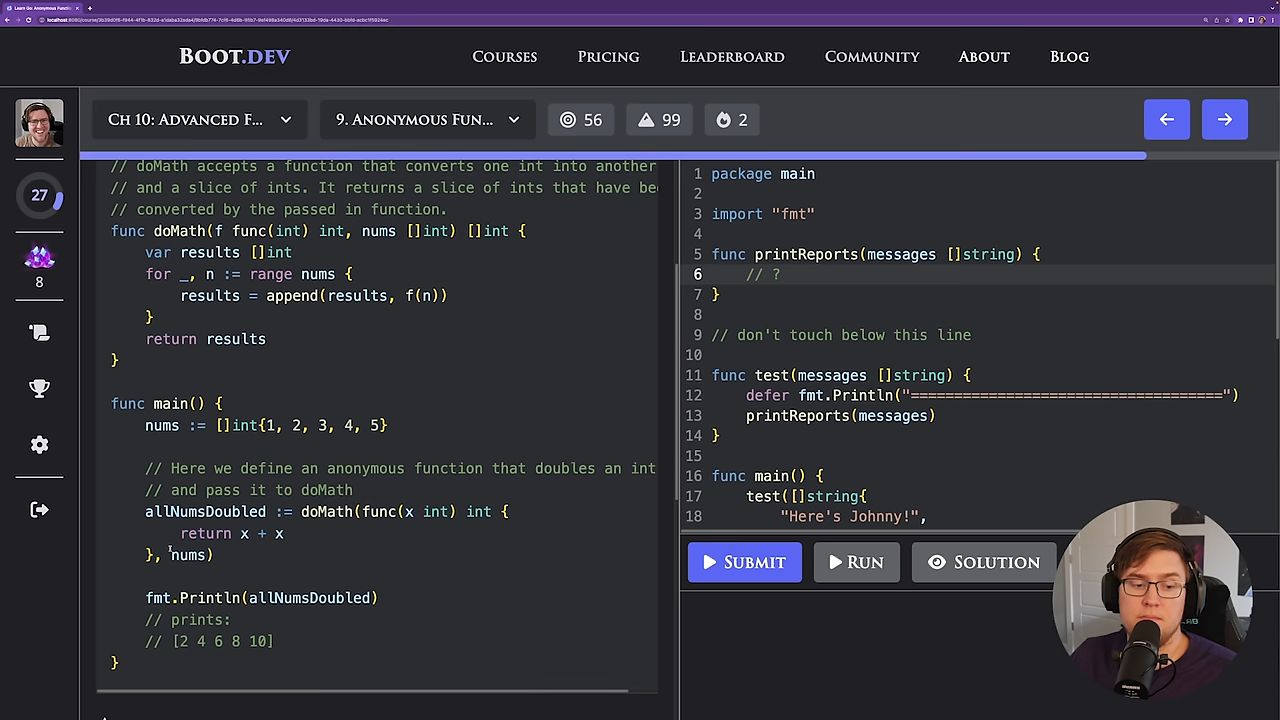 Learn Go: Anonymous Functi
BOOT.DEV
COURSES
PRICING
LEADERBOARD
COMMUNITY
ABOUT
BLOG
CH 10: ADVANCED F...
9. ANONYMOUS FUN...
56
99
2
27
8
// doMath accepts a function that converts one int into another
// and a slice of ints. It returns a slice of ints that have be
// converted by the passed in function.
func doMath(f func(int) int, nums []int) []int {
    var results []int
    for _, n := range nums {
        results = append(results, f(n))
    }
    return results
}
func main() {
    nums := []int{1, 2, 3, 4, 5}
    // Here we define an anonymous function that doubles an int
    // and pass it to doMath
    allNumsDoubled := doMath(func(x int) int {
        return x + x
    }, nums)
    fmt.Println(allNumsDoubled)
    // prints:
    // [2 4 6 8 10]
}
1 package main
2
3 import "fmt"
4
5 func printReports(messages []string) {
6     // ?
7 }
8
9 // don't touch below this line
10
11 func test(messages []string) {
12     defer fmt.Println("====================================")
13     printReports(messages)
14 }
15
16 func main() {
17     test([]string{
18         "Here's Johnny!",
SUBMIT
RUN
SOLUTION